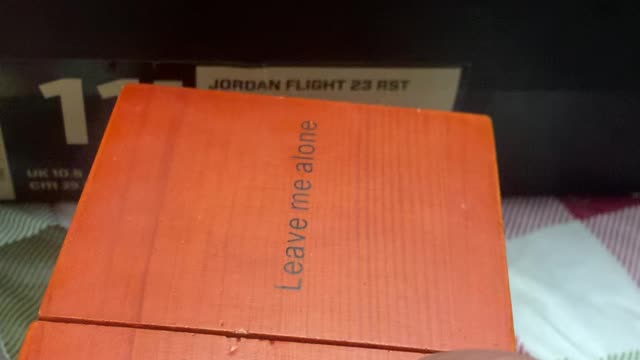 11
JORDAN FLIGHT 23 RST
UK 10.5
Leave me alone